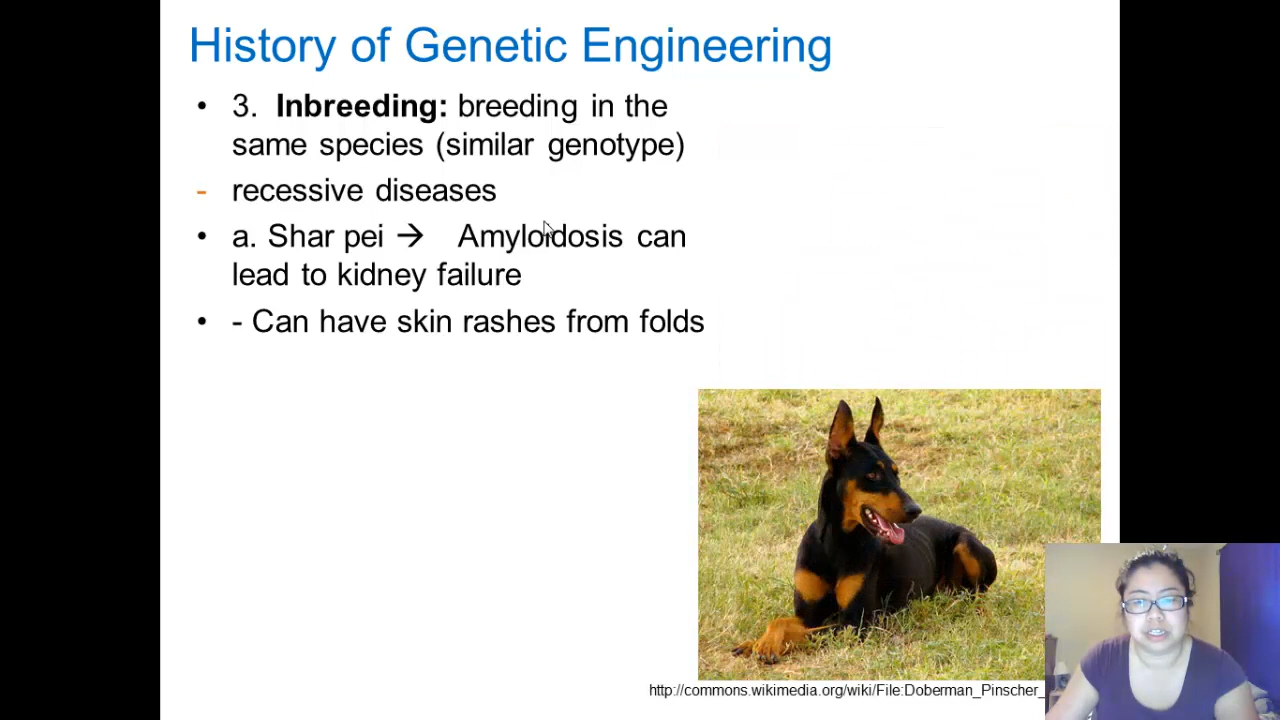 History of Genetic Engineering
• 3. Inbreeding: breeding in the
same species (similar genotype)
- recessive diseases
• a. Shar pei → Amyloidosis can
lead to kidney failure
• - Can have skin rashes from folds
http://commons.wikimedia.org/wiki/File:Doberman_Pinscher_